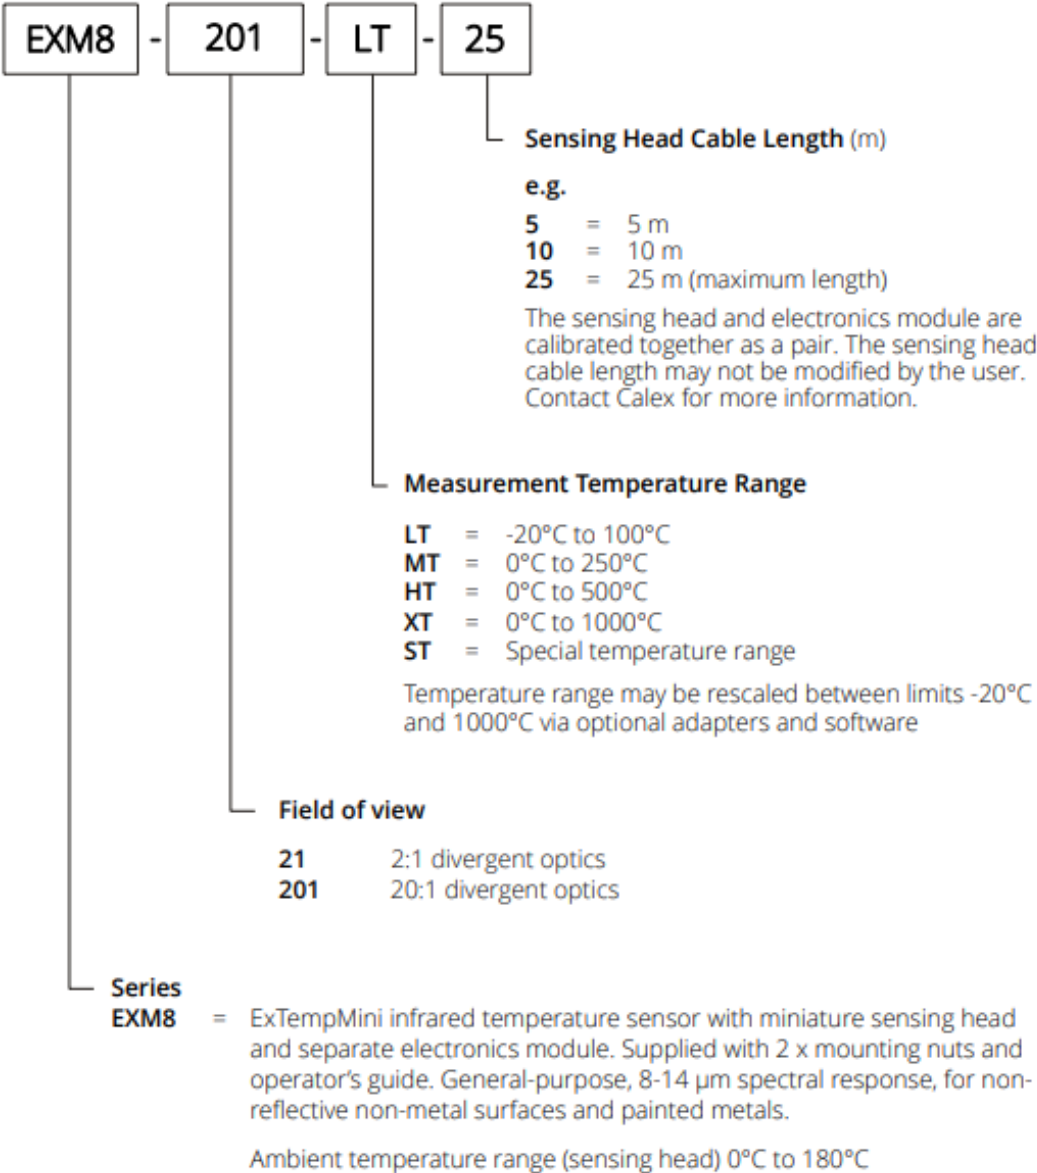 EXM8 - 201 - LT - 25
Sensing Head Cable Length (m)
e.g.
5 = 5 m
10 = 10 m
25 = 25 m (maximum length)
The sensing head and electronics module are
calibrated together as a pair. The sensing head
cable length may not be modified by the user.
Contact Calex for more information.
Measurement Temperature Range
LT = -20°C to 100°C
MT = 0°C to 250°C
HT = 0°C to 500°C
XT = 0°C to 1000°C
ST = Special temperature range
Temperature range may be rescaled between limits -20°C
and 1000°C via optional adapters and software
Field of view
21 2:1 divergent optics
201 20:1 divergent optics
Series
EXM8 = ExTempMini infrared temperature sensor with miniature sensing head
and separate electronics module. Supplied with 2 x mounting nuts and
operator's guide. General-purpose, 8-14 µm spectral response, for non-
reflective non-metal surfaces and painted metals.
Ambient temperature range (sensing head) 0°C to 180°C